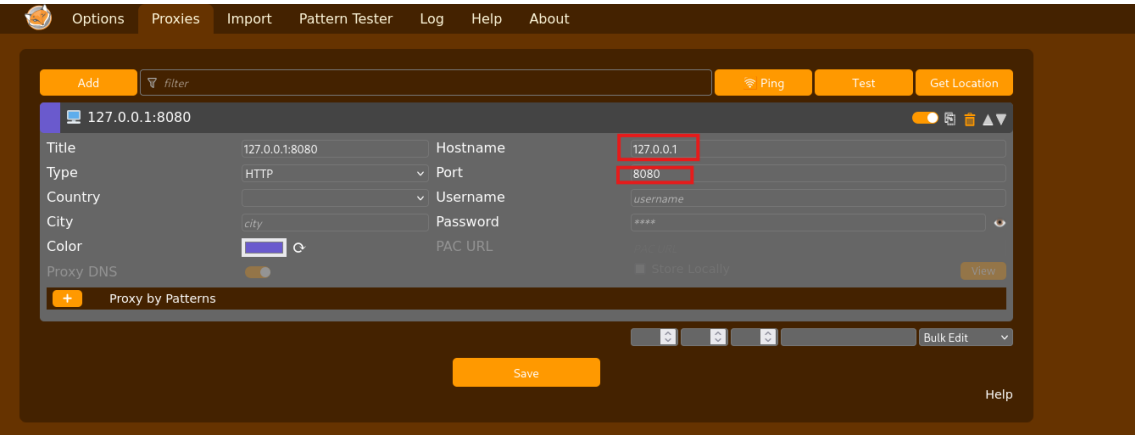 Options Proxies Import Pattern Tester Log Help About
Add filter Ping Test Get Location
127.0.0.1:8080
Title 127.0.0.1:8080 Hostname 127.0.0.1
Type HTTP Port 8080
Country Username username
City city Password ****
Color PAC URL
Proxy DNS Store Locally View
+ Proxy by Patterns
Bulk Edit
Save
Help